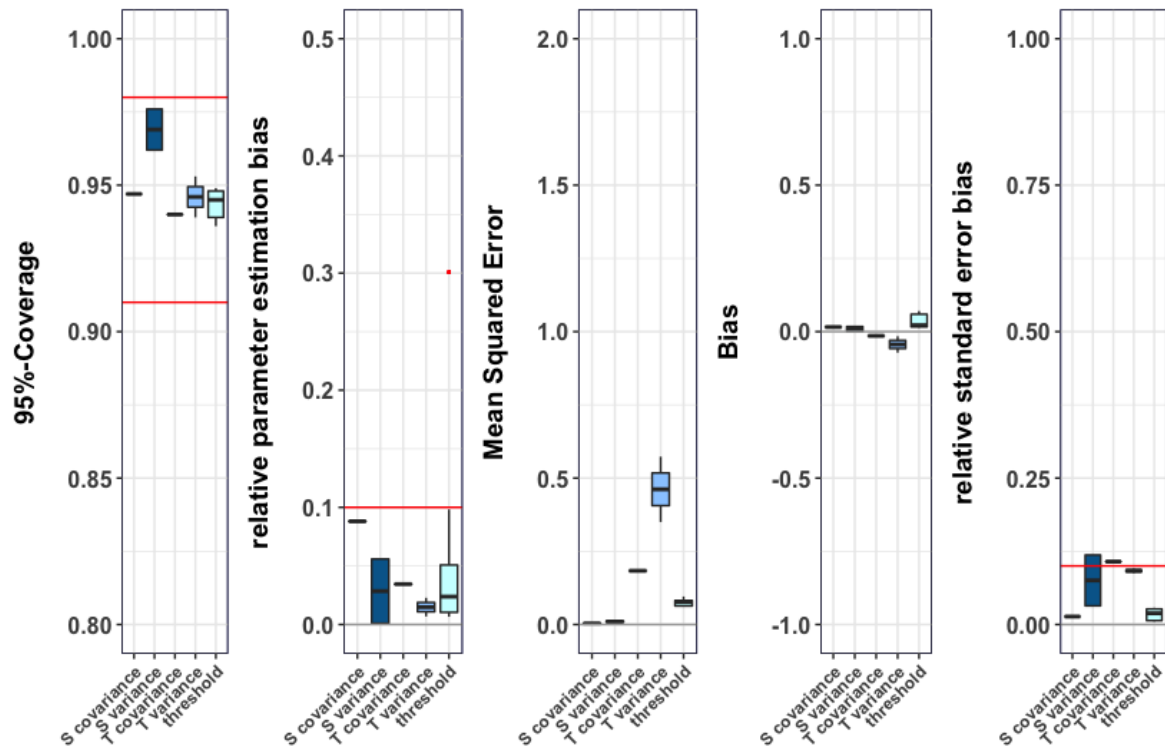 95%-Coverage
1.00
0.95
0.90
0.85
0.80
S covariance
S variance
T covariance
T variance
threshold
relative parameter estimation bias
0.5
0.4
0.3
0.2
0.1
0.0
S covariance
S variance
T covariance
T variance
threshold
Mean Squared Error
2.0
1.5
1.0
0.5
0.0
S covariance
S variance
T covariance
T variance
threshold
Bias
1.0
0.5
0.0
-0.5
-1.0
S covariance
S variance
T covariance
T variance
threshold
relative standard error bias
1.00
0.75
0.50
0.25
0.00
S covariance
S variance
T covariance
T variance
threshold